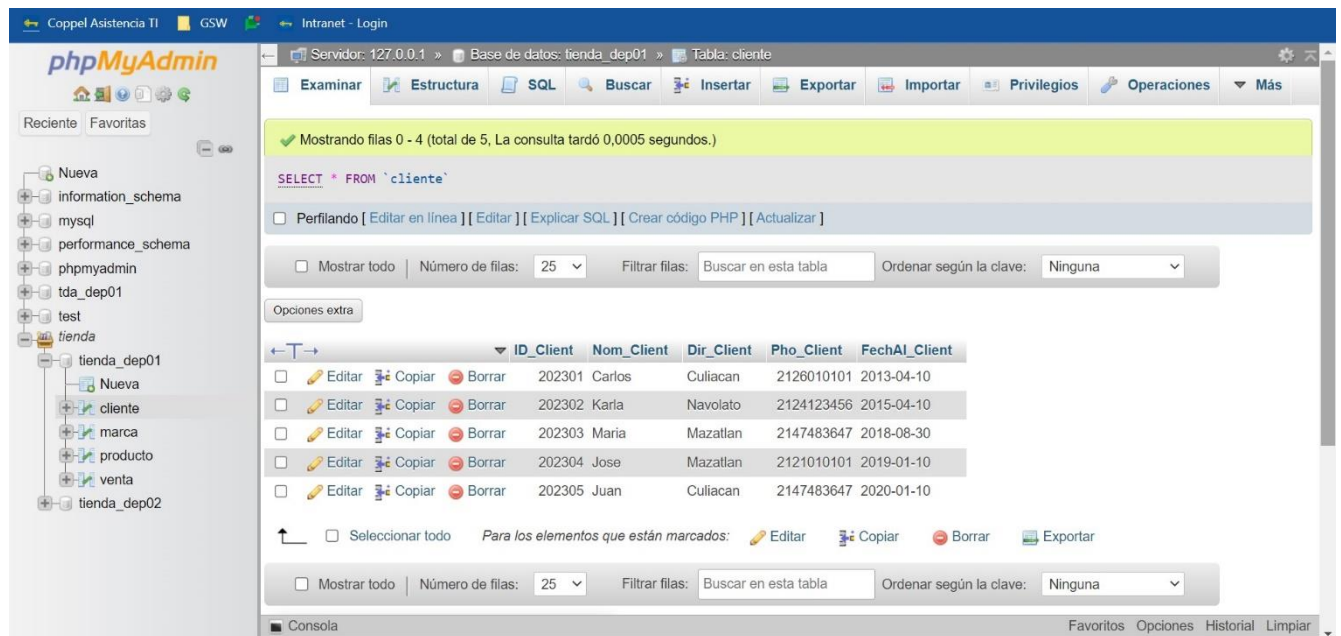 Coppel Asistencia TI GSW Intranet - Login
phpMyAdmin
Reciente Favoritas
Nueva
information_schema
mysql
performance_schema
phpmyadmin
tda_dep01
test
tienda
tienda_dep01
Nueva
cliente
marca
producto
venta
tienda_dep02
Servidor: 127.0.0.1 » Base de datos: tienda_dep01 » Tabla: cliente
Examinar Estructura SQL Buscar Insertar Exportar Importar Privilegios Operaciones Más
Mostrando filas 0 - 4 (total de 5, La consulta tardó 0,0005 segundos.)
SELECT * FROM `cliente`
Perfilando [ Editar en línea ] [ Editar ] [ Explicar SQL ] [ Crear código PHP ] [ Actualizar ]
Mostrar todo | Número de filas: 25 Filtrar filas: Buscar en esta tabla Ordenar según la clave: Ninguna
Opciones extra
←T→ ID_Client Nom_Client Dir_Client Pho_Client FechAl_Client
Editar Copiar Borrar 202301 Carlos Culiacan 2126010101 2013-04-10
Editar Copiar Borrar 202302 Karla Navolato 2124123456 2015-04-10
Editar Copiar Borrar 202303 Maria Mazatlan 2147483647 2018-08-30
Editar Copiar Borrar 202304 Jose Mazatlan 2121010101 2019-01-10
Editar Copiar Borrar 202305 Juan Culiacan 2147483647 2020-01-10
Seleccionar todo Para los elementos que están marcados: Editar Copiar Borrar Exportar
Mostrar todo | Número de filas: 25 Filtrar filas: Buscar en esta tabla Ordenar según la clave: Ninguna
Consola Favoritos Opciones Historial Limpiar